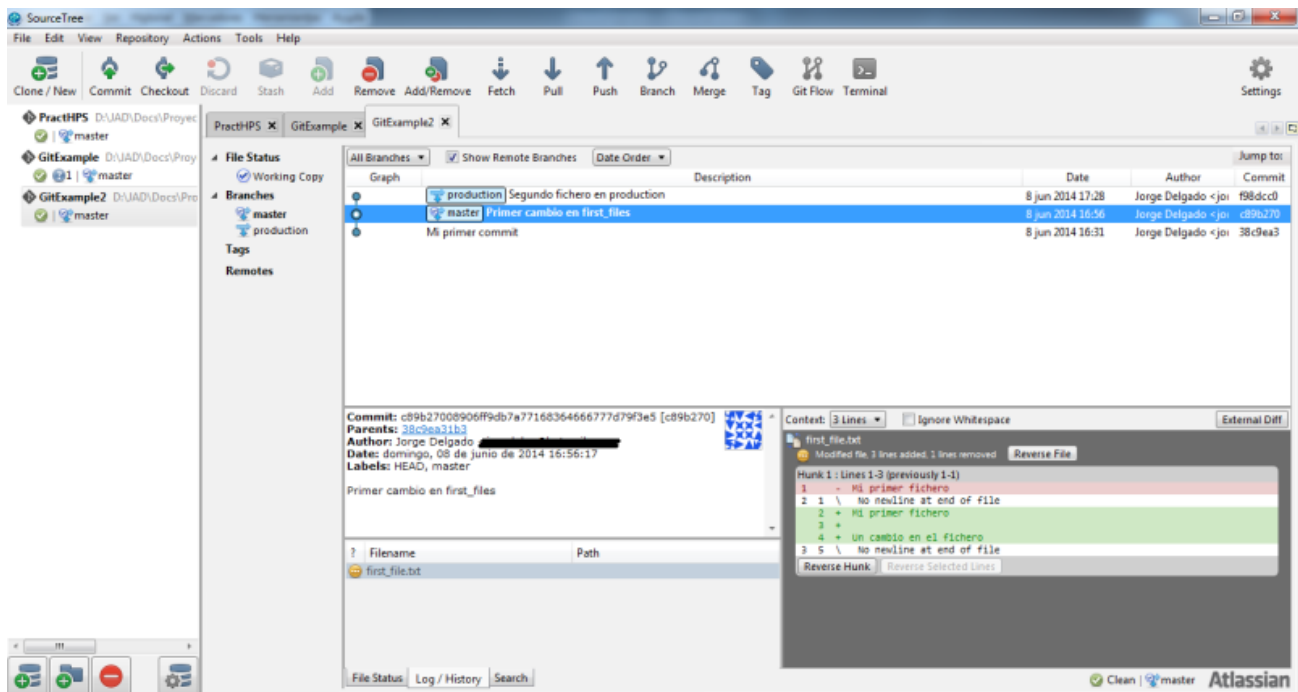 SourceTree
File Edit View Repository Actions Tools Help
Clone / New Commit Checkout Discard Stash Add Remove Add/Remove Fetch Pull Push Branch Merge Tag Git Flow Terminal Settings
PractHPS D:\JAD\Docs\Proyec
master
GitExample D:\JAD\Docs\Proy
1 master
GitExample2 D:\JAD\Docs\Pro
master
PractHPS GitExample GitExample2
File Status
Working Copy
Branches
master
production
Tags
Remotes
All Branches Show Remote Branches Date Order Jump to:
Graph Description Date Author Commit
production Segundo fichero en production 8 jun 2014 17:28 Jorge Delgado <jor f98dcc0
master Primer cambio en first_files 8 jun 2014 16:56 Jorge Delgado <jor c89b270
Mi primer commit 8 jun 2014 16:31 Jorge Delgado <jor 38c9ea3
Commit: c89b27008906ff9db7a77168364666777d79f3e5 [c89b270]
Parents: 38c9ea31b3
Author: Jorge Delgado
Date: domingo, 08 de junio de 2014 16:56:17
Labels: HEAD, master
Primer cambio en first_files
? Filename Path
first_file.txt
Context: 3 Lines Ignore Whitespace External Diff
first_file.txt
Modified file, 3 lines added, 1 lines removed Reverse File
Hunk 1 : Lines 1-3 (previously 1-1)
1 - Mi primer fichero
2 1 \ No newline at end of file
2 + Mi primer fichero
3 +
4 + Un cambio en el fichero
3 5 \ No newline at end of file
Reverse Hunk Reverse Selected Lines
File Status Log / History Search
Clean | master Atlassian